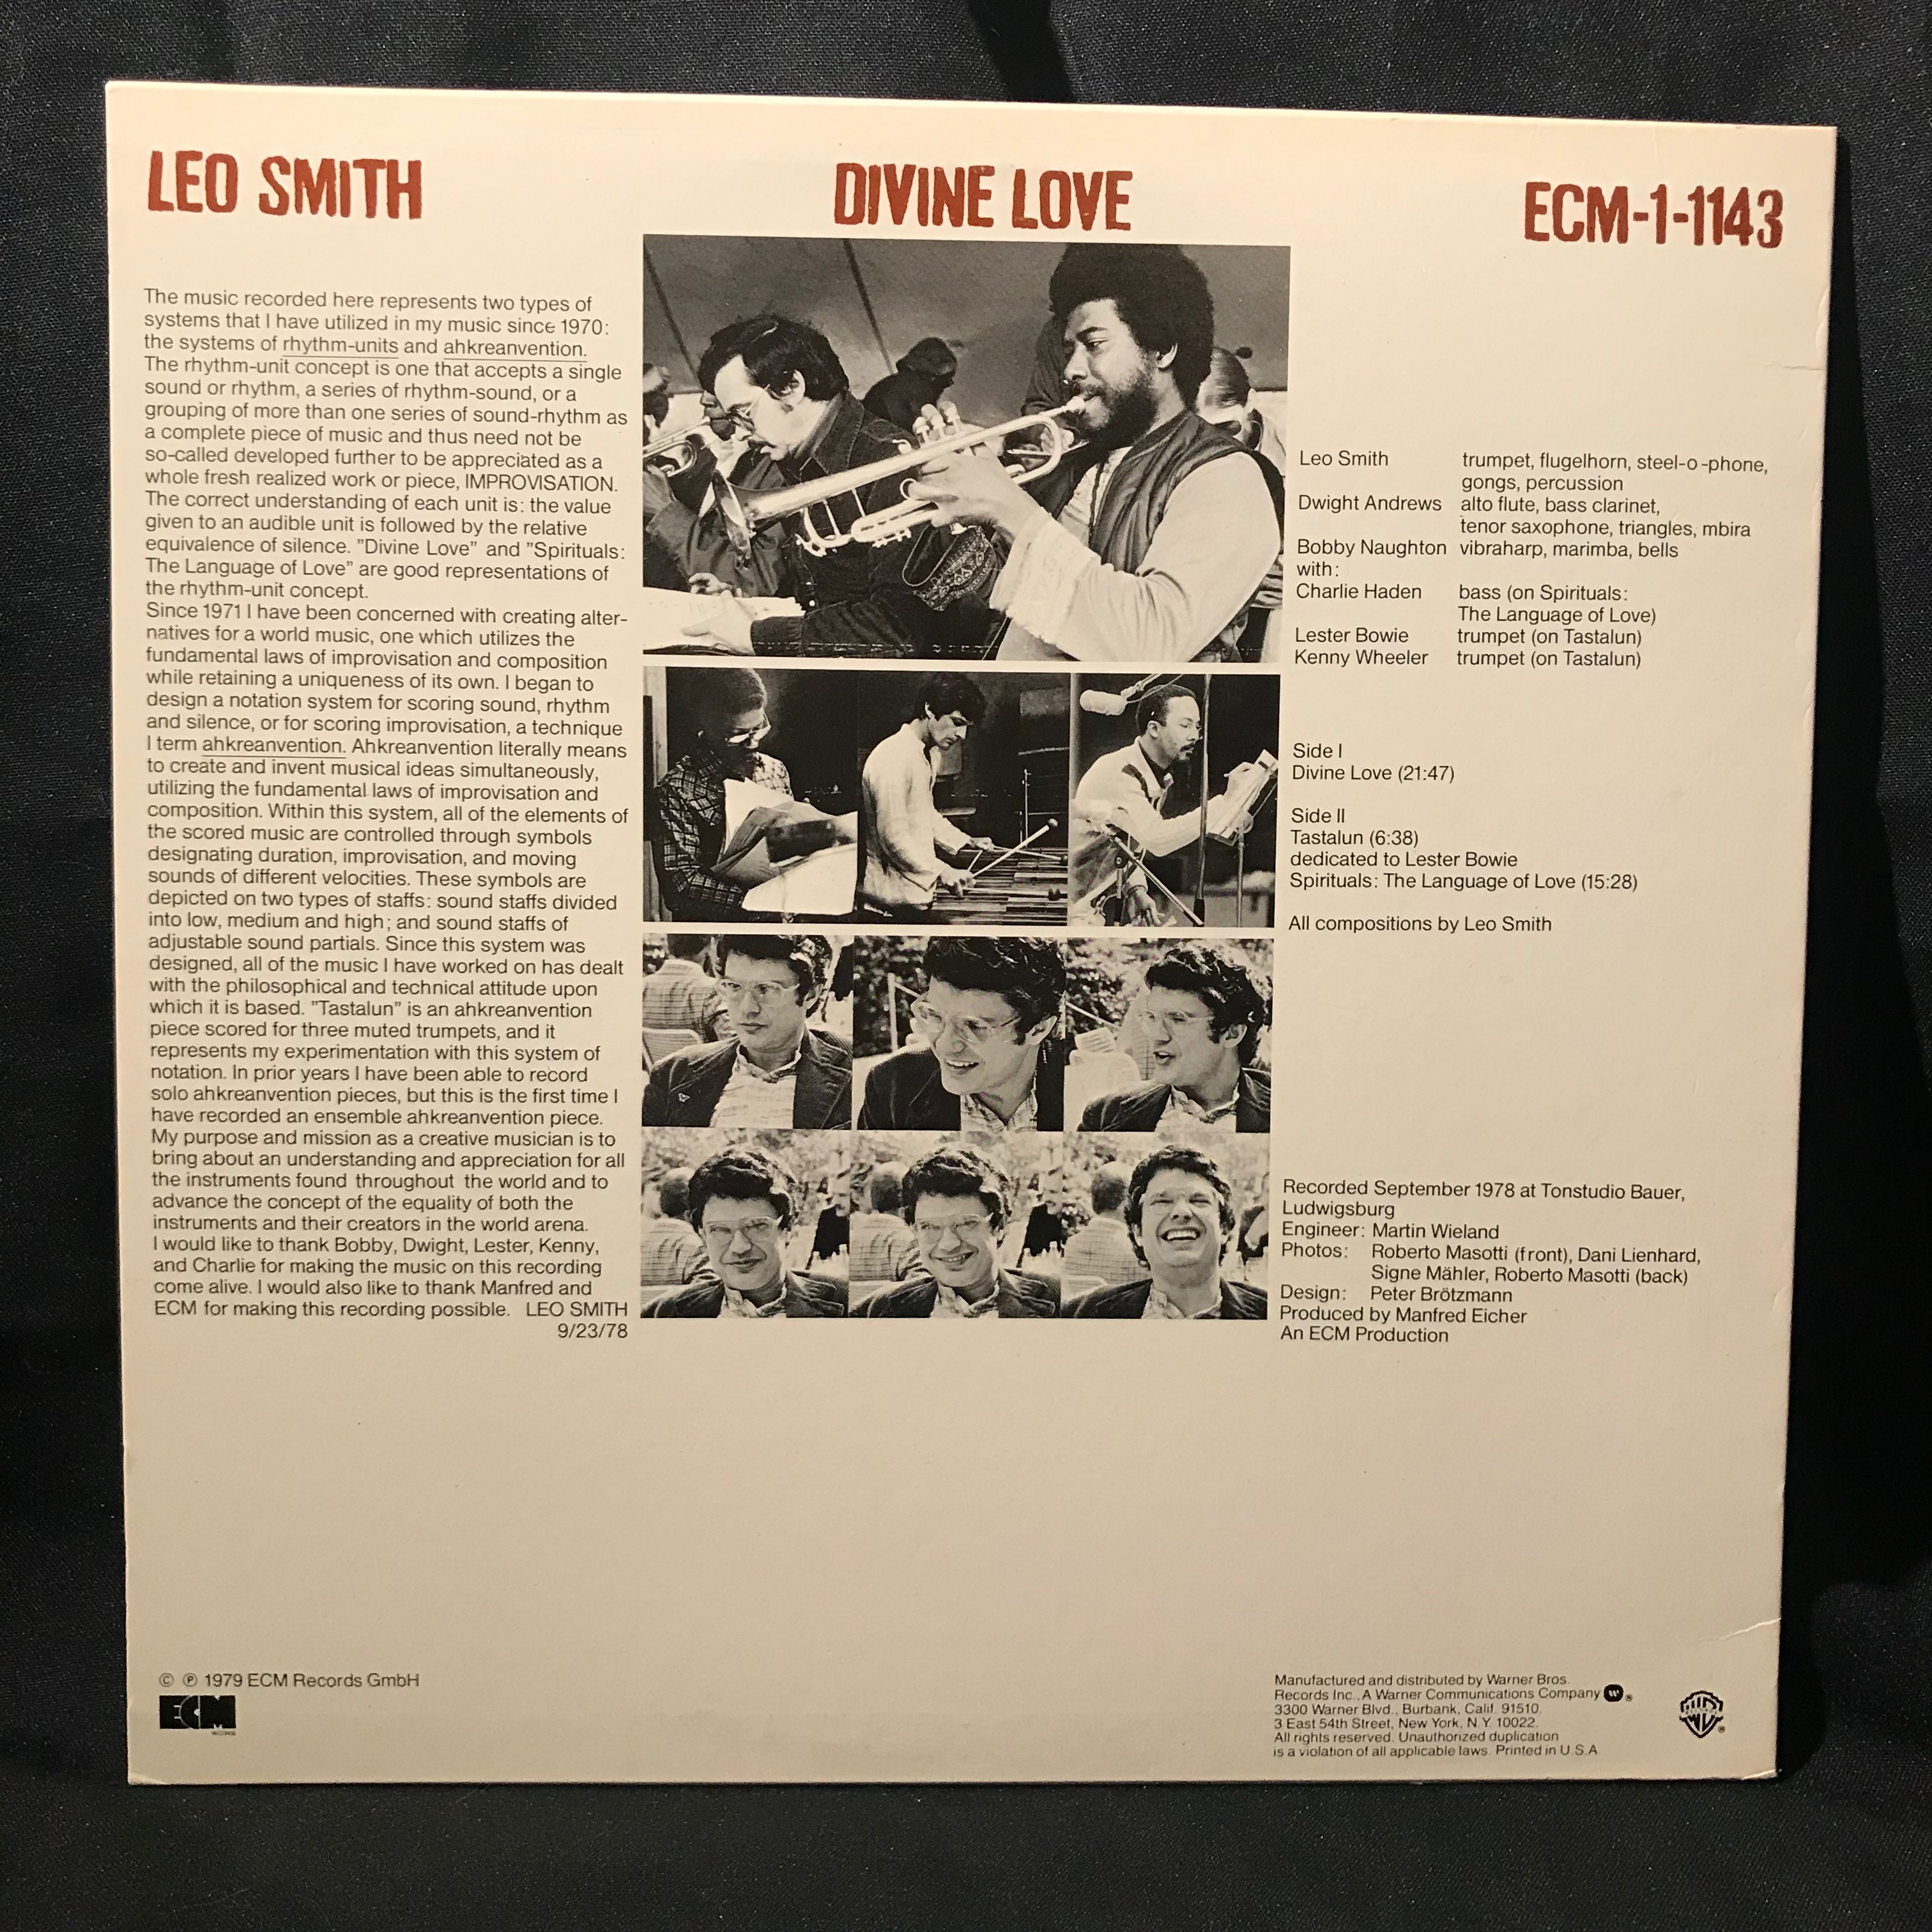 LEO SMITH
DIVINE LOVE
ECM-1-1143
The music recorded here represents two types of
systems that I have utilized in my music since 1970:
the systems of rhythm-units and ahkreanvention.
The rhythm-unit concept is one that accepts a single
sound or rhythm, a series of rhythm-sound, or a
grouping of more than one series of sound-rhythm as
a complete piece of music and thus need not be
so-called developed further to be appreciated as a
whole fresh realized work or piece, IMPROVISATION.
The correct understanding of each unit is: the value
given to an audible unit is followed by the relative
equivalence of silence. "Divine Love" and "Spirituals:
The Language of Love" are good representations of
the rhythm-unit concept.
Since 1971 I have been concerned with creating alter-
natives for a world music, one which utilizes the
fundamental laws of improvisation and composition
while retaining a uniqueness of its own. I began to
design a notation system for scoring sound, rhythm
and silence, or for scoring improvisation, a technique
I term ahkreanvention. Ahkreanvention literally means
to create and invent musical ideas simultaneously,
utilizing the fundamental laws of improvisation and
composition. Within this system, all of the elements of
the scored music are controlled through symbols
designating duration, improvisation, and moving
sounds of different velocities. These symbols are
depicted on two types of staffs: sound staffs divided
into low, medium and high; and sound staffs of
adjustable sound partials. Since this system was
designed, all of the music I have worked on has dealt
with the philosophical and technical attitude upon
which it is based. "Tastalun" is an ahkreanvention
piece scored for three muted trumpets, and it
represents my experimentation with this system of
notation. In prior years I have been able to record
solo ahkreanvention pieces, but this is the first time I
have recorded an ensemble ahkreanvention piece.
My purpose and mission as a creative musician is to
bring about an understanding and appreciation for all
the instruments found throughout the world and to
advance the concept of the equality of both the
instruments and their creators in the world arena.
I would like to thank Bobby, Dwight, Lester, Kenny,
and Charlie for making the music on this recording
come alive. I would also like to thank Manfred and
ECM for making this recording possible. LEO SMITH
9/23/78
Leo Smith trumpet, flugelhorn, steel-o-phone,
gongs, percussion
Dwight Andrews alto flute, bass clarinet,
tenor saxophone, triangles, mbira
Bobby Naughton vibraharp, marimba, bells
with:
Charlie Haden bass (on Spirituals:
The Language of Love)
Lester Bowie trumpet (on Tastalun)
Kenny Wheeler trumpet (on Tastalun)
Side I
Divine Love (21:47)
Side II
Tastalun (6:38)
dedicated to Lester Bowie
Spirituals: The Language of Love (15:28)
All compositions by Leo Smith
Recorded September 1978 at Tonstudio Bauer,
Ludwigsburg
Engineer: Martin Wieland
Photos: Roberto Masotti (front), Dani Lienhard,
Signe Mähler, Roberto Masotti (back)
Design: Peter Brötzmann
Produced by Manfred Eicher
An ECM Production
© ℗ 1979 ECM Records GmbH
ECM
RECORDS
Manufactured and distributed by Warner Bros.
Records Inc., A Warner Communications Company ®
3300 Warner Blvd., Burbank, Calif. 91510.
3 East 54th Street, New York, N.Y. 10022.
All rights reserved. Unauthorized duplication
is a violation of all applicable laws. Printed in U.S.A.